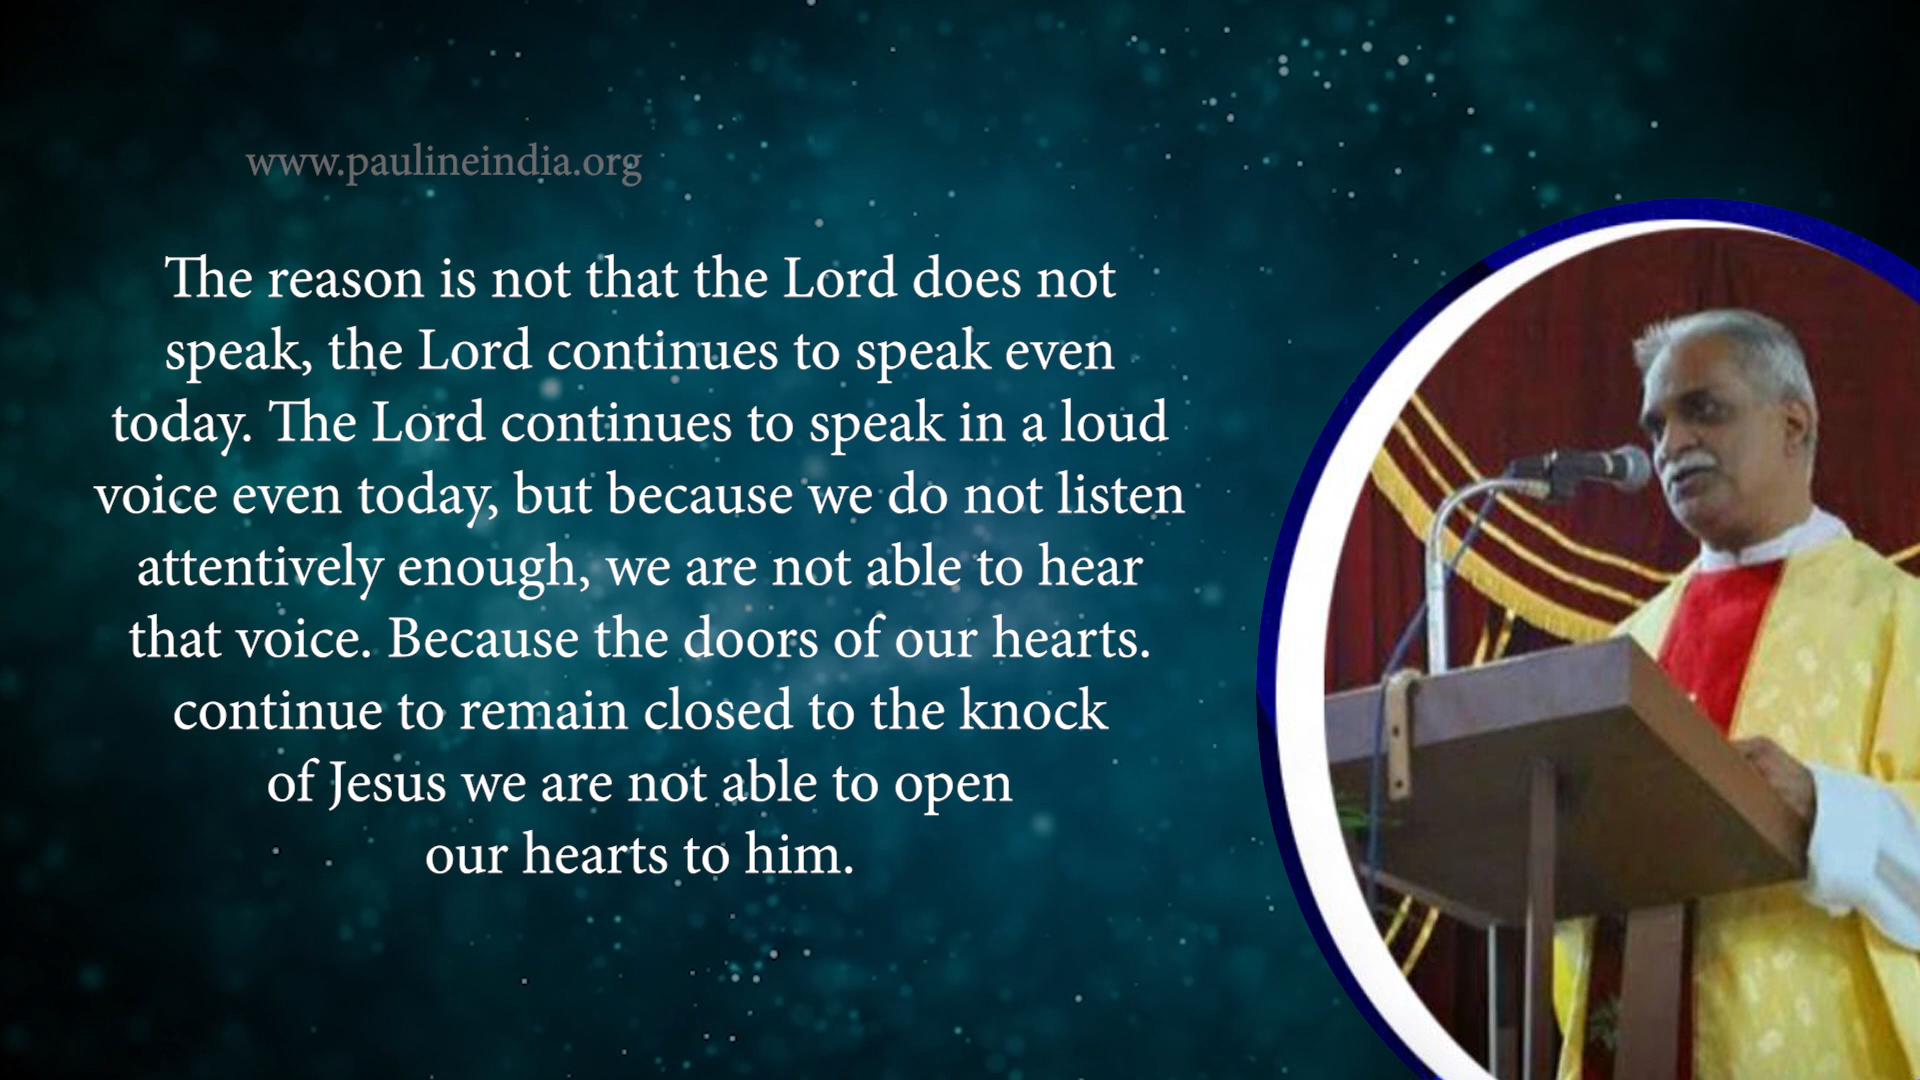 www.paulineindia.org
The reason is not that the Lord does not
speak, the Lord continues to speak even
today. The Lord continues to speak in a loud
voice even today, but because we do not listen
attentively enough, we are not able to hear
that voice. Because the doors of our hearts.
continue to remain closed to the knock
of Jesus we are not able to open
our hearts to him.